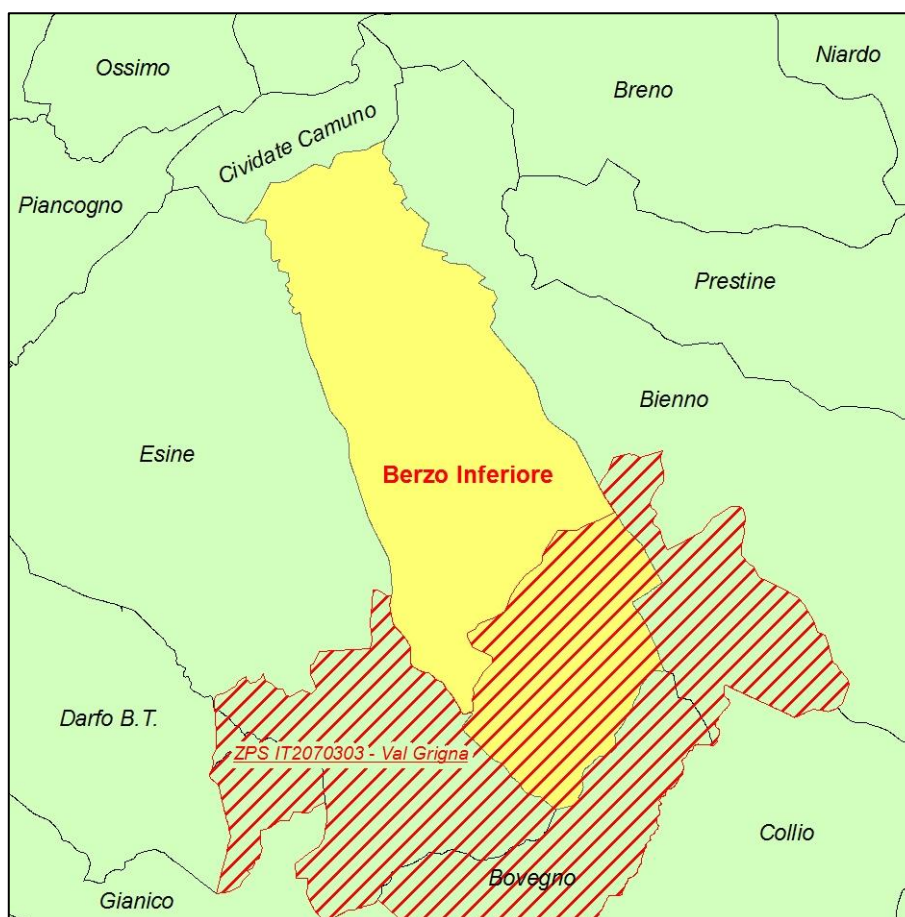 Ossimo
Niardo
Breno
Cividate Camuno
Piancogno
Prestine
Bienno
Esine
Berzo Inferiore
Darfo B.T.
ZPS IT2070303 - Val Grigna
Collio
Bovegno
Gianico